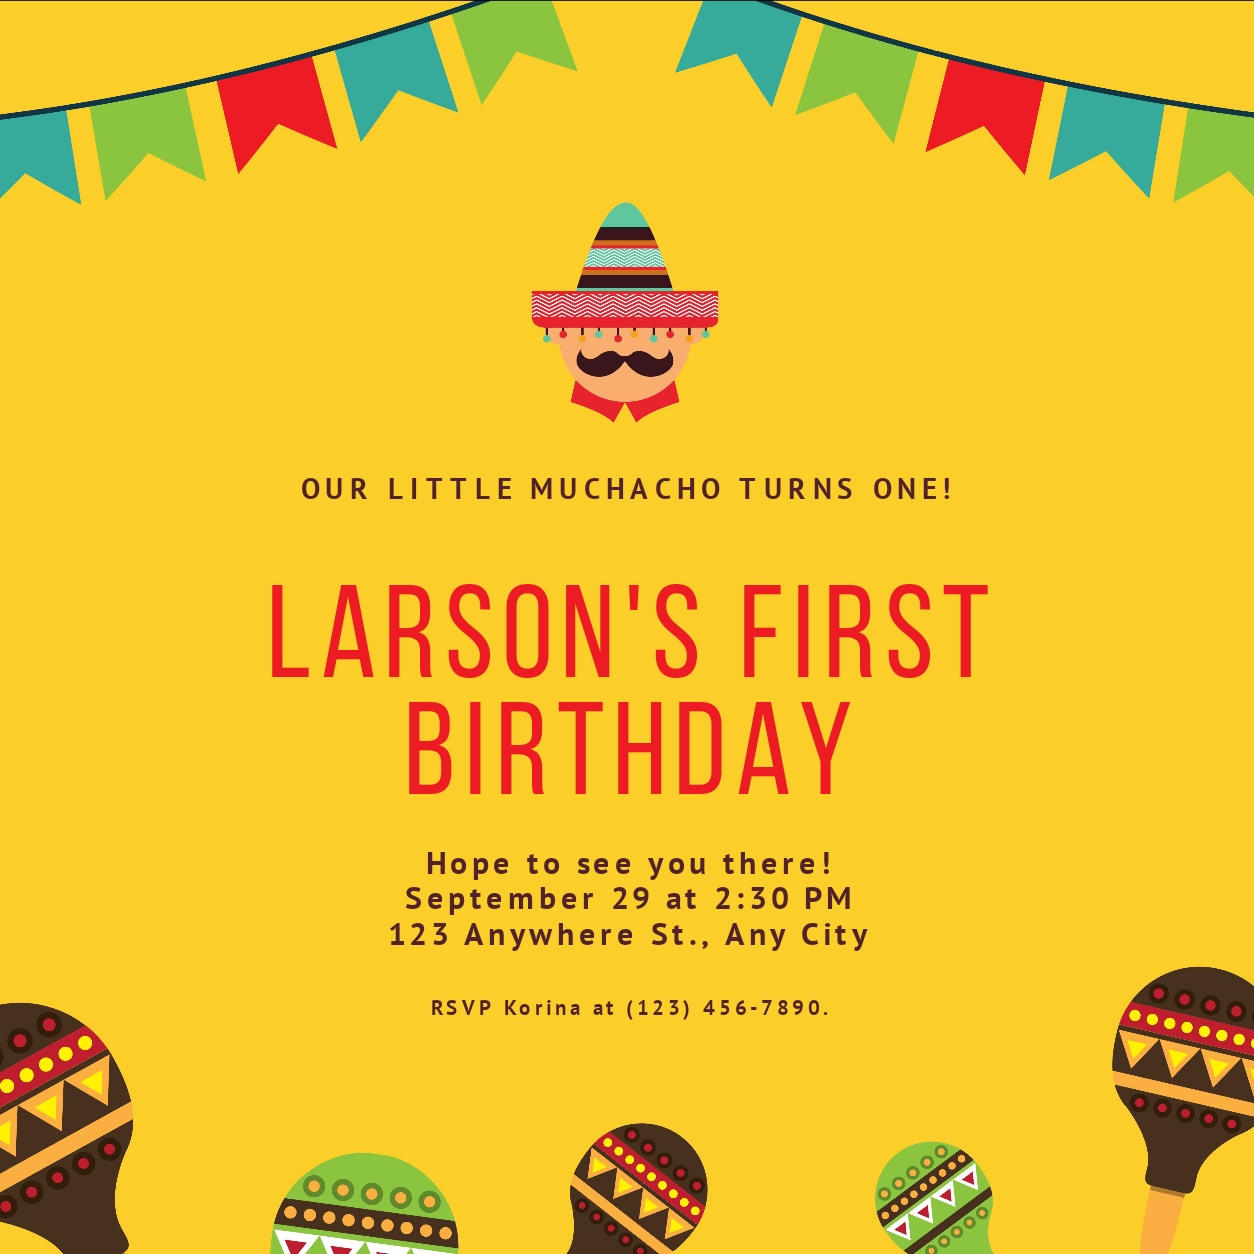 OUR LITTLE MUCHACHO TURNS ONE!
LARSON'S FIRST
BIRTHDAY
Hope to see you there!
September 29 at 2:30 PM
123 Anywhere St., Any City
RSVP Korina at (123) 456-7890.